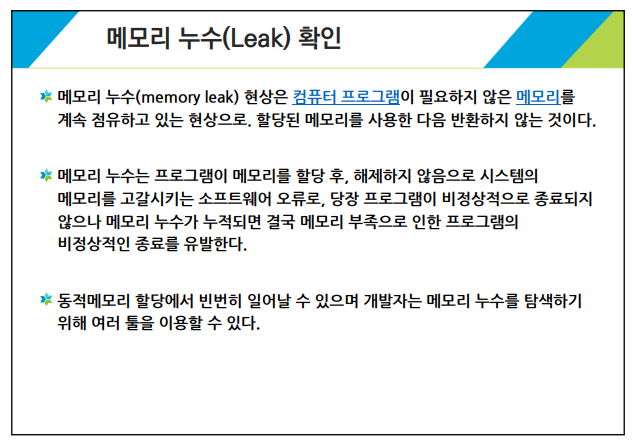 메모리 누수(Leak) 확인
메모리 누수(memory leak) 현상은 컴퓨터 프로그램이 필요하지 않은 메모리를
계속 점유하고 있는 현상으로. 할당된 메모리를 사용한 다음 반환하지 않는 것이다.
메모리 누수는 프로그램이 메모리를 할당 후, 해제하지 않음으로 시스템의
메모리를 고갈시키는 소프트웨어 오류로, 당장 프로그램이 비정상적으로 종료되지
않으나 메모리 누수가 누적되면 결국 메모리 부족으로 인한 프로그램의
비정상적인 종료를 유발한다.
동적메모리 할당에서 빈번히 일어날 수 있으며 개발자는 메모리 누수를 탐색하기
위해 여러 툴을 이용할 수 있다.